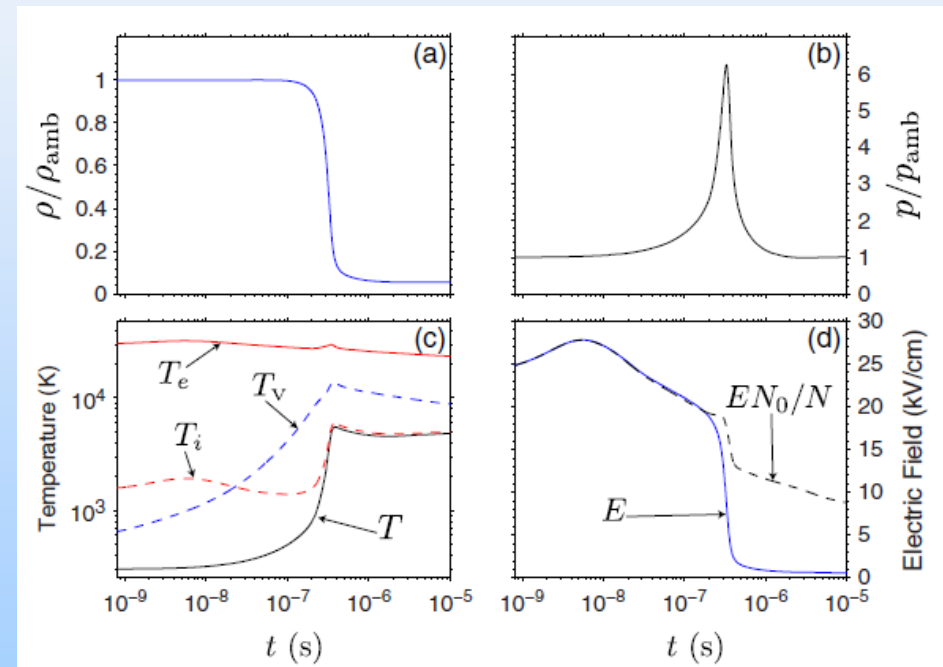 (a)
ρ/ρamb
1
0.8
0.6
0.4
0.2
0
(b)
p/pamb
6
5
4
3
2
1
0
(c)
Temperature (K)
10⁴
10³
Te
Tv
Ti
T
10⁻⁹ 10⁻⁸ 10⁻⁷ 10⁻⁶ 10⁻⁵
t (s)
(d)
Electric Field (kV/cm)
30
25
20
15
10
5
0
EN₀/N
E
10⁻⁹ 10⁻⁸ 10⁻⁷ 10⁻⁶ 10⁻⁵
t (s)